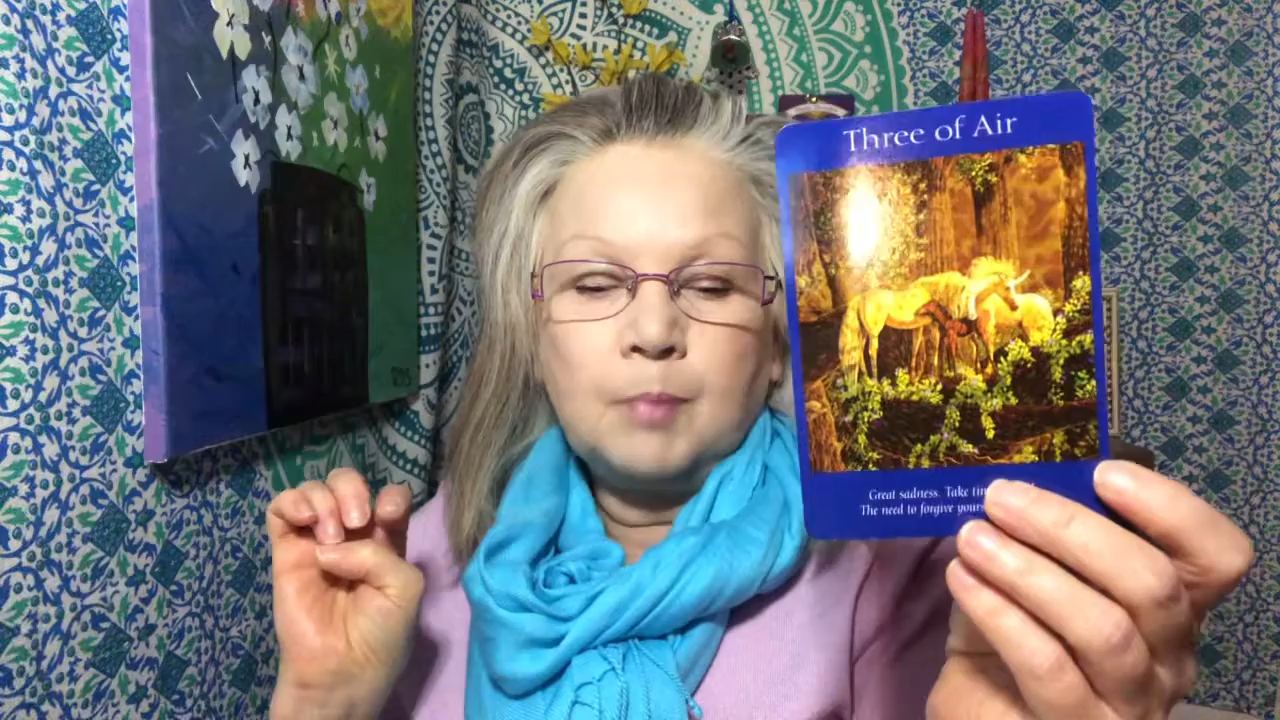 Three of Air
Great sadness. Take
The need to forgive